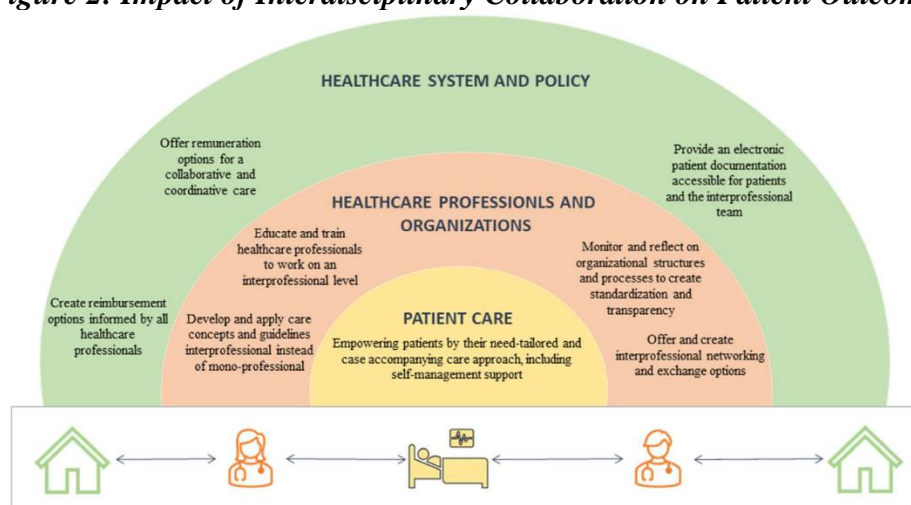 igure 2: Impact of Interdisciplinary Collaboration on Patient Outcom
HEALTHCARE SYSTEM AND POLICY
Offer remuneration
options for a
collaborative and
coordinative care
Provide an electronic
patient documentation
accessible for patients
and the interprofessional
team
HEALTHCARE PROFESSIONLS AND
ORGANIZATIONS
Educate and train
healthcare professionals
to work on an
interprofessional level
Monitor and reflect on
organizational structures
and processes to create
standardization and
transparency
Create reimbursement
options informed by all
healthcare
professionals
Develop and apply care
concepts and guidelines
interprofessional instead
of mono-professional
Offer and create
interprofessional networking
and exchange options
PATIENT CARE
Empowering patients by their need-tailored and
case accompanying care approach, including
self-management support